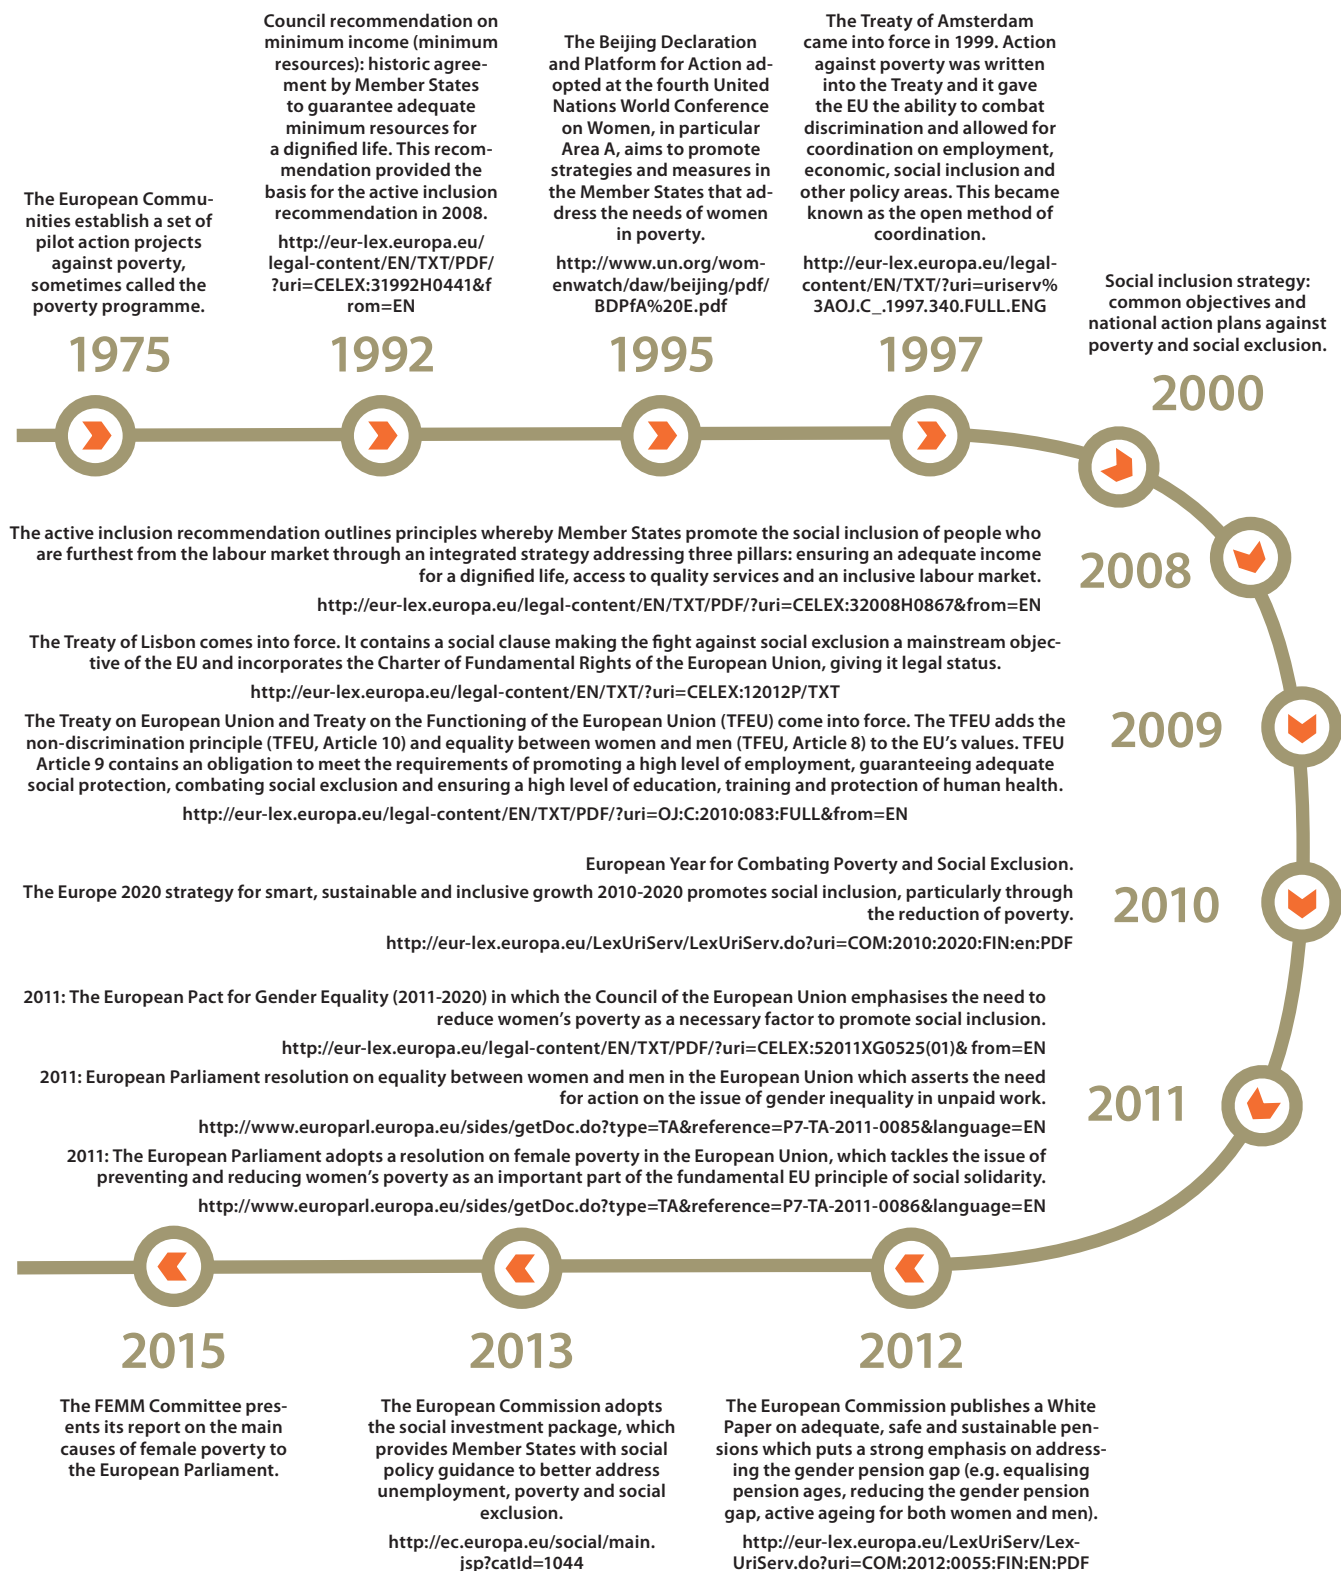 The European Commu-
nities establish a set of
pilot action projects
against poverty,
sometimes called the
poverty programme.
1975
Council recommendation on
minimum income (minimum
resources): historic agree-
ment by Member States
to guarantee adequate
minimum resources for
a dignified life. This recom-
mendation provided the
basis for the active inclusion
recommendation in 2008.
http://eur-lex.europa.eu/
legal-content/EN/TXT/PDF/
?uri=CELEX:31992H0441&f
rom=EN
1992
The Beijing Declaration
and Platform for Action ad-
opted at the fourth United
Nations World Conference
on Women, in particular
Area A, aims to promote
strategies and measures in
the Member States that ad-
dress the needs of women
in poverty.
http://www.un.org/wom-
enwatch/daw/beijing/pdf/
BDPfA%20E.pdf
1995
The Treaty of Amsterdam
came into force in 1999. Action
against poverty was written
into the Treaty and it gave
the EU the ability to combat
discrimination and allowed for
coordination on employment,
economic, social inclusion and
other policy areas. This became
known as the open method of
coordination.
http://eur-lex.europa.eu/legal-
content/EN/TXT/?uri=uriserv%
3AOJ.C_.1997.340.FULL.ENG
1997
Social inclusion strategy:
common objectives and
national action plans against
poverty and social exclusion.
2000
The active inclusion recommendation outlines principles whereby Member States promote the social inclusion of people who
are furthest from the labour market through an integrated strategy addressing three pillars: ensuring an adequate income
for a dignified life, access to quality services and an inclusive labour market.
http://eur-lex.europa.eu/legal-content/EN/TXT/PDF/?uri=CELEX:32008H0867&from=EN
2008
The Treaty of Lisbon comes into force. It contains a social clause making the fight against social exclusion a mainstream objec-
tive of the EU and incorporates the Charter of Fundamental Rights of the European Union, giving it legal status.
http://eur-lex.europa.eu/legal-content/EN/TXT/?uri=CELEX:12012P/TXT
The Treaty on European Union and Treaty on the Functioning of the European Union (TFEU) come into force. The TFEU adds the
non-discrimination principle (TFEU, Article 10) and equality between women and men (TFEU, Article 8) to the EU's values. TFEU
Article 9 contains an obligation to meet the requirements of promoting a high level of employment, guaranteeing adequate
social protection, combating social exclusion and ensuring a high level of education, training and protection of human health.
http://eur-lex.europa.eu/legal-content/EN/TXT/PDF/?uri=OJ:C:2010:083:FULL&from=EN
2009
European Year for Combating Poverty and Social Exclusion.
The Europe 2020 strategy for smart, sustainable and inclusive growth 2010-2020 promotes social inclusion, particularly through
the reduction of poverty.
http://eur-lex.europa.eu/LexUriServ/LexUriServ.do?uri=COM:2010:2020:FIN:en:PDF
2010
2011: The European Pact for Gender Equality (2011-2020) in which the Council of the European Union emphasises the need to
reduce women's poverty as a necessary factor to promote social inclusion.
http://eur-lex.europa.eu/legal-content/EN/TXT/PDF/?uri=CELEX:52011XG0525(01)& from=EN
2011: European Parliament resolution on equality between women and men in the European Union which asserts the need
for action on the issue of gender inequality in unpaid work.
http://www.europarl.europa.eu/sides/getDoc.do?type=TA&reference=P7-TA-2011-0085&language=EN
2011: The European Parliament adopts a resolution on female poverty in the European Union, which tackles the issue of
preventing and reducing women's poverty as an important part of the fundamental EU principle of social solidarity.
http://www.europarl.europa.eu/sides/getDoc.do?type=TA&reference=P7-TA-2011-0086&language=EN
2011
2015
The FEMM Committee pres-
ents its report on the main
causes of female poverty to
the European Parliament.
2013
The European Commission adopts
the social investment package, which
provides Member States with social
policy guidance to better address
unemployment, poverty and social
exclusion.
http://ec.europa.eu/social/main.
jsp?catId=1044
2012
The European Commission publishes a White
Paper on adequate, safe and sustainable pen-
sions which puts a strong emphasis on address-
ing the gender pension gap (e.g. equalising
pension ages, reducing the gender pension
gap, active ageing for both women and men).
http://eur-lex.europa.eu/LexUriServ/Lex-
UriServ.do?uri=COM:2012:0055:FIN:EN:PDF